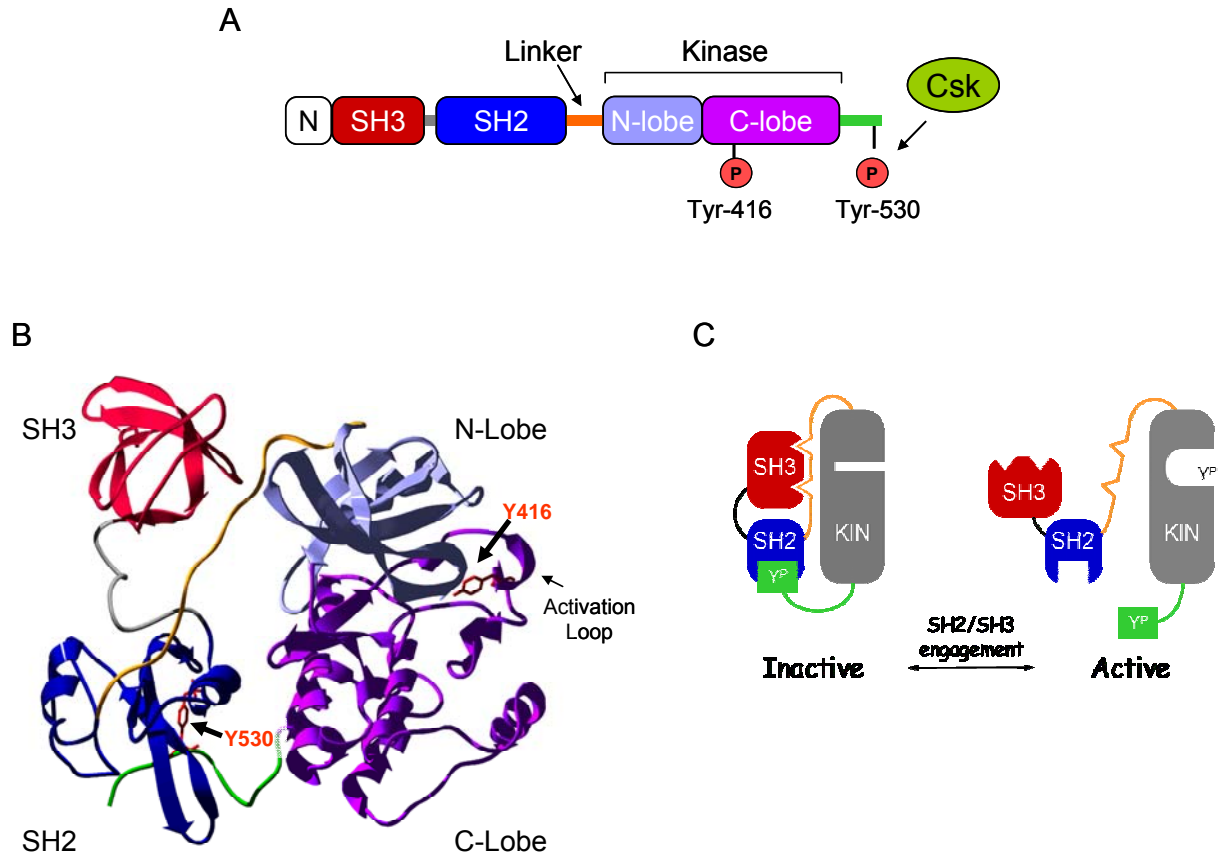 A
Linker
Kinase
Csk
N
SH3
SH2
N-lobe
C-lobe
P
P
Tyr-416
Tyr-530
B
SH3
N-Lobe
Y416
Activation
Loop
Y530
SH2
C-Lobe
C
SH3
SH2
KIN
YP
Inactive
SH2/SH3
engagement
SH3
SH2
KIN
YP
YP
Active